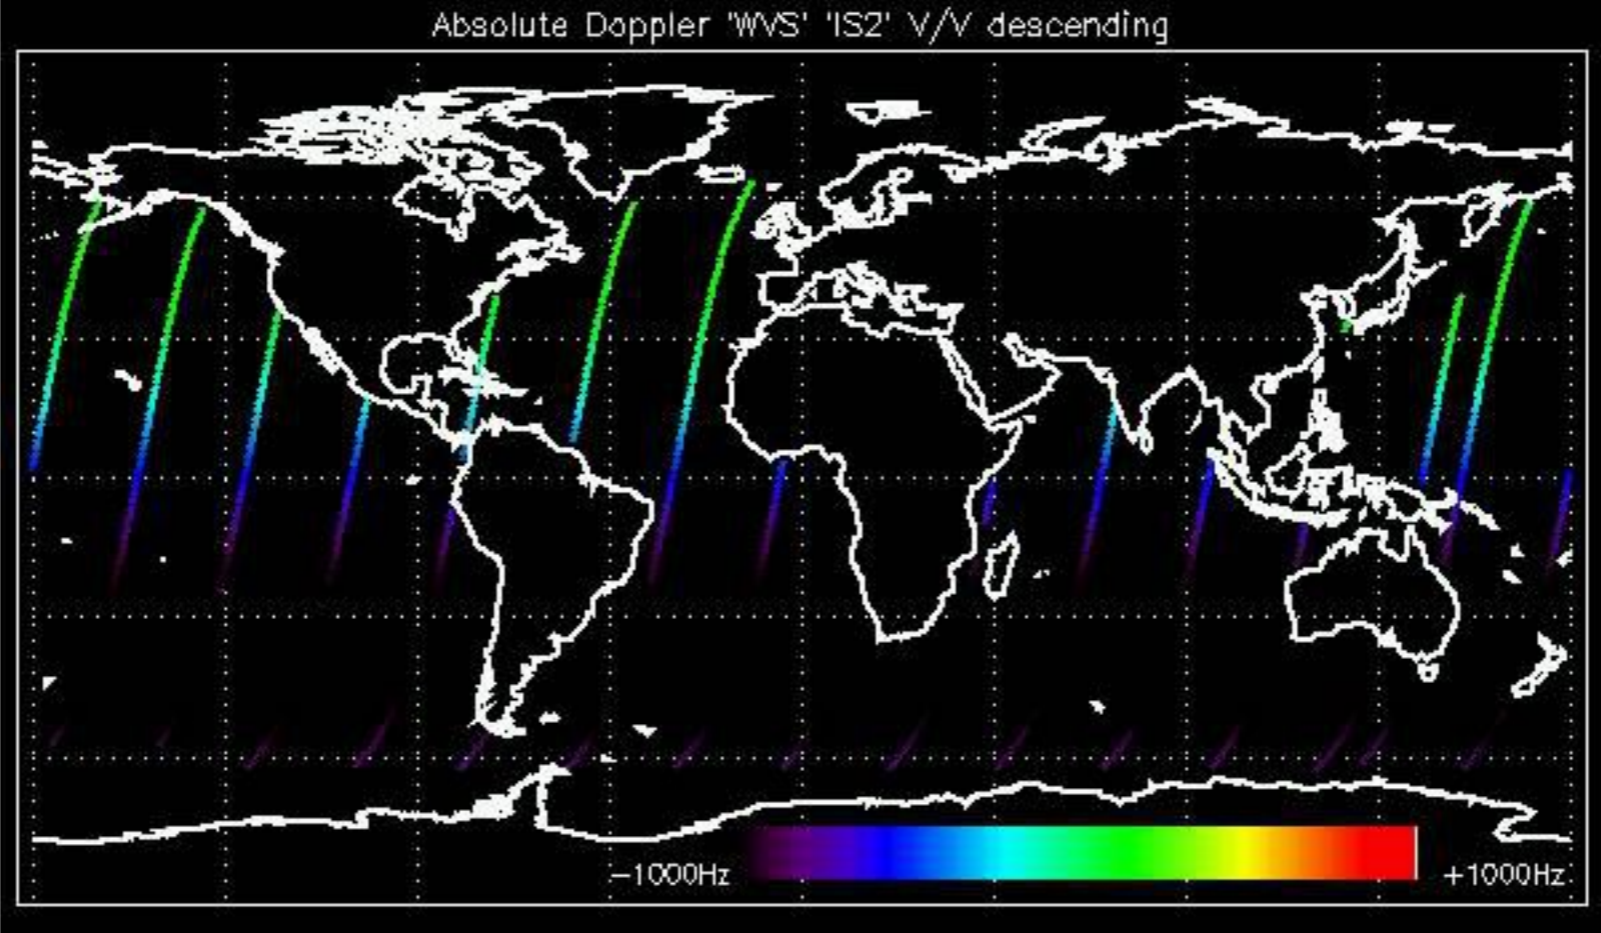 Absolute Doppler 'WVS' 'IS2' V/V descending
−1000Hz +1000Hz